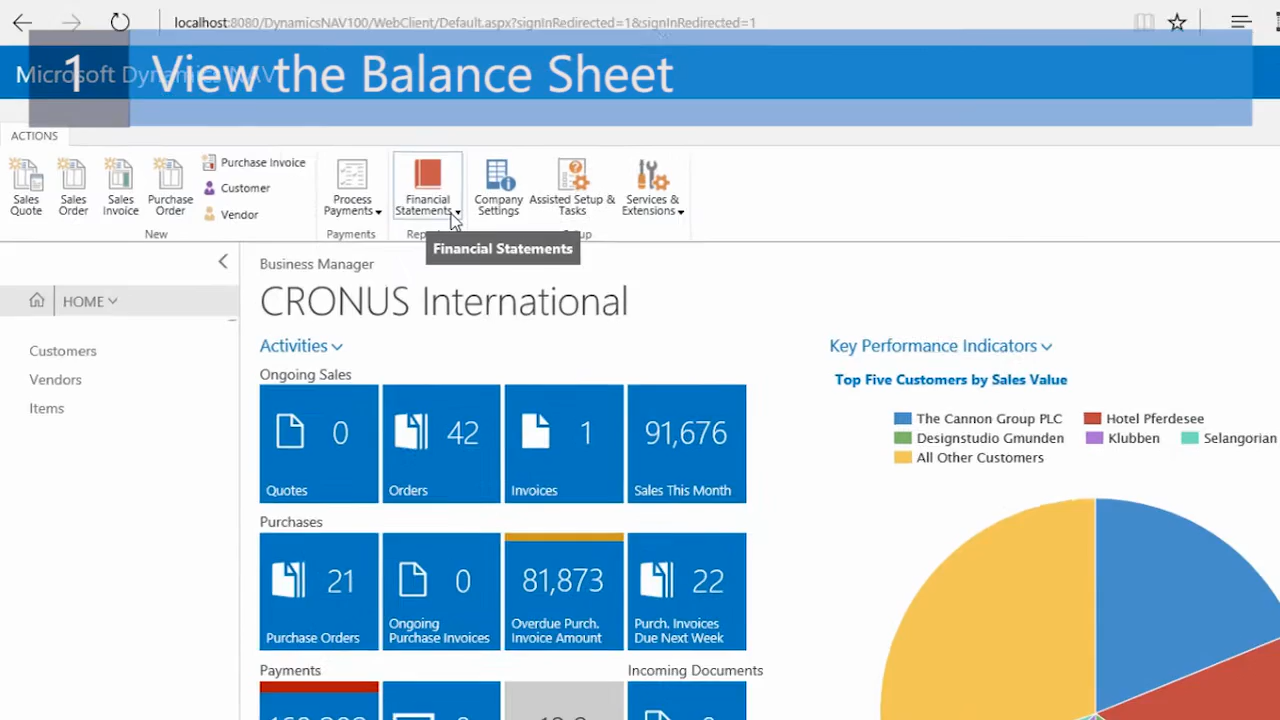 localhost:8080/DynamicsNAV100/WebClient/Default.aspx?signInRedirected=1&signInRedirected=1
Microsoft Dynamics NAV
1 View the Balance Sheet
ACTIONS
Sales Quote
Sales Order
Sales Invoice
Purchase Order
Purchase Invoice
Customer
Vendor
New
Process Payments
Payments
Financial Statements
Company Settings
Assisted Setup & Tasks
Services & Extensions
Financial Statements
HOME
Customers
Vendors
Items
Business Manager
CRONUS International
Activities
Ongoing Sales
0
Quotes
42
Orders
1
Invoices
91,676
Sales This Month
Purchases
21
Purchase Orders
0
Ongoing
Purchase Invoices
81,873
Overdue Purch.
Invoice Amount
22
Purch. Invoices
Due Next Week
Payments
Incoming Documents
Key Performance Indicators
Top Five Customers by Sales Value
The Cannon Group PLC
Hotel Pferdesee
Designstudio Gmunden
Klubben
Selangorian
All Other Customers